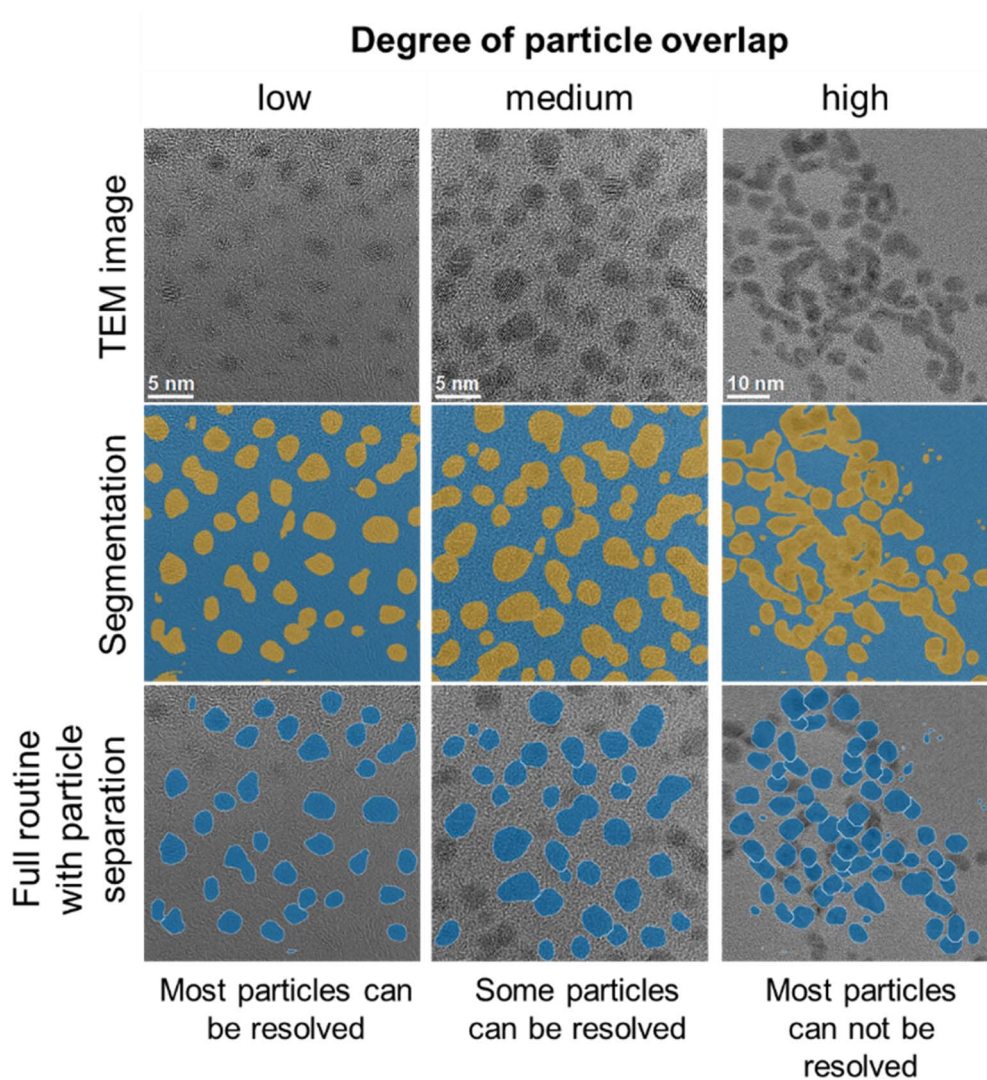 Degree of particle overlap
low
medium
high
TEM image
5 nm
5 nm
10 nm
Segmentation
Full routine
with particle
separation
Most particles can
be resolved
Some particles
can be resolved
Most particles
can not be
resolved